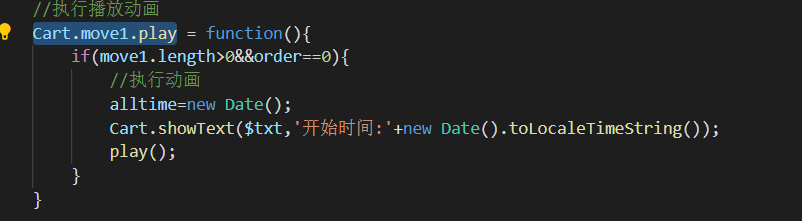 //执行播放动画
Cart.move1.play = function(){
if(move1.length>0&&order==0){
//执行动画
alltime=new Date();
Cart.showText($txt,'开始时间:'+new Date().toLocaleTimeString());
play();
}
}